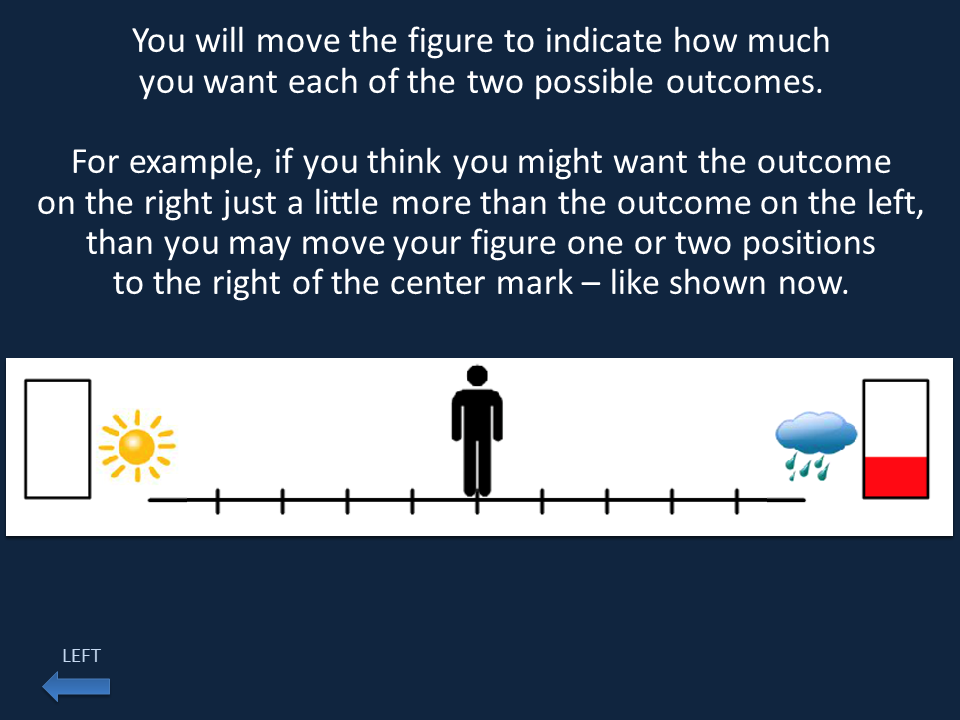 You will move the figure to indicate how much
you want each of the two possible outcomes.
For example, if you think you might want the outcome
on the right just a little more than the outcome on the left,
than you may move your figure one or two positions
to the right of the center mark – like shown now.
LEFT